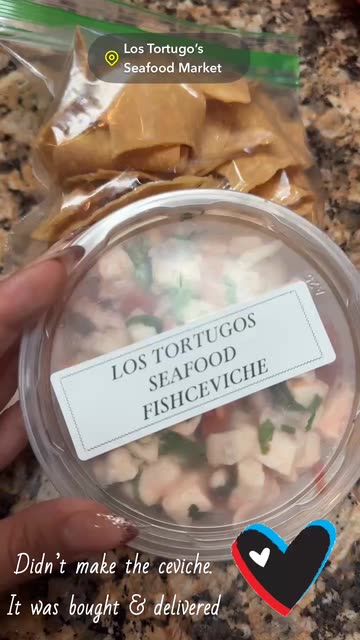 Los Tortugo's
Seafood Market
LOS TORTUGOS
SEAFOOD
FISHCEVICHE
Didn't make the ceviche.
It was bought & delivered